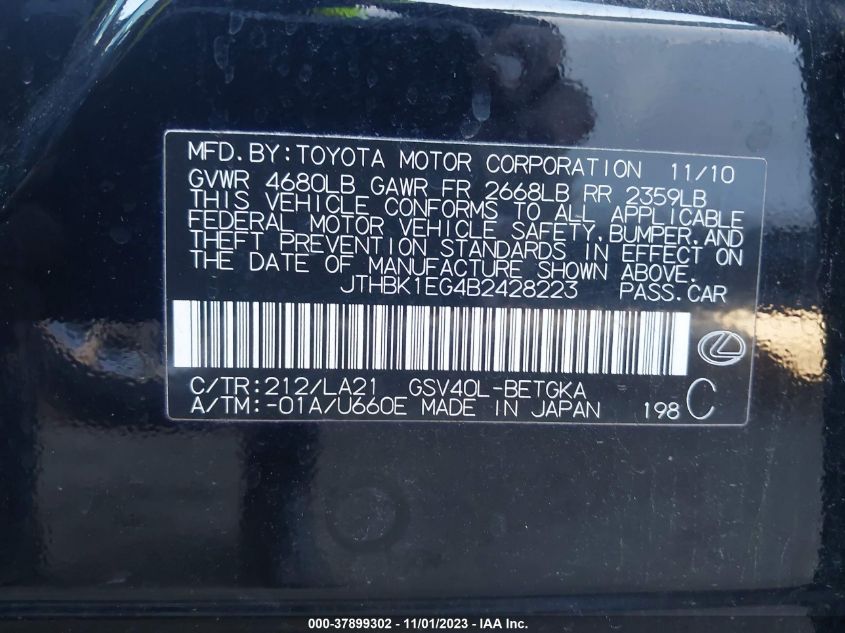 MFD.BY:TOYOTA MOTOR CORPORATION 11/10
GVWR 4680LB GAWR FR 2668LB RR 2359LB
THIS VEHICLE CONFORMS TO ALL APPLICABLE
FEDERAL MOTOR VEHICLE SAFETY,BUMPER,AND
THEFT PREVENTION STANDARDS IN EFFECT ON
THE DATE OF MANUFACTURE SHOWN ABOVE.
JTHBK1EG4B2428223 PASS.CAR
C/TR:212/LA21 GSV40L-BETGKA
A/TM:-01A/U660E MADE IN JAPAN 198 C
000-37899302 - 11/01/2023 - IAA Inc.